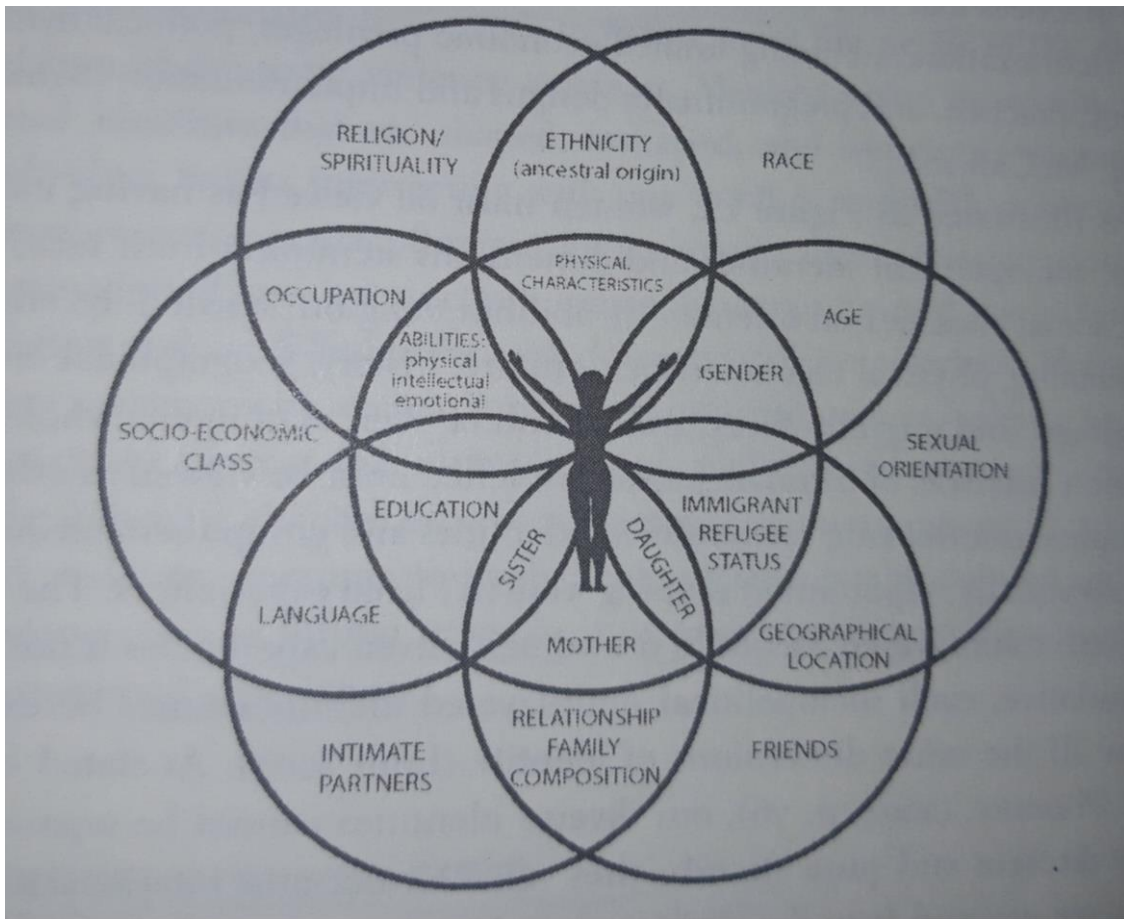 RELIGION/
SPIRITUALITY
ETHNICITY
(ancestral origin)
RACE
OCCUPATION
PHYSICAL
CHARACTERISTICS
AGE
ABILITIES:
physical
intellectual
emotional
GENDER
SOCIO-ECONOMIC
CLASS
SEXUAL
ORIENTATION
EDUCATION
IMMIGRANT
REFUGEE
STATUS
SISTER
DAUGHTER
LANGUAGE
MOTHER
GEOGRAPHICAL
LOCATION
INTIMATE
PARTNERS
RELATIONSHIP
FAMILY
COMPOSITION
FRIENDS